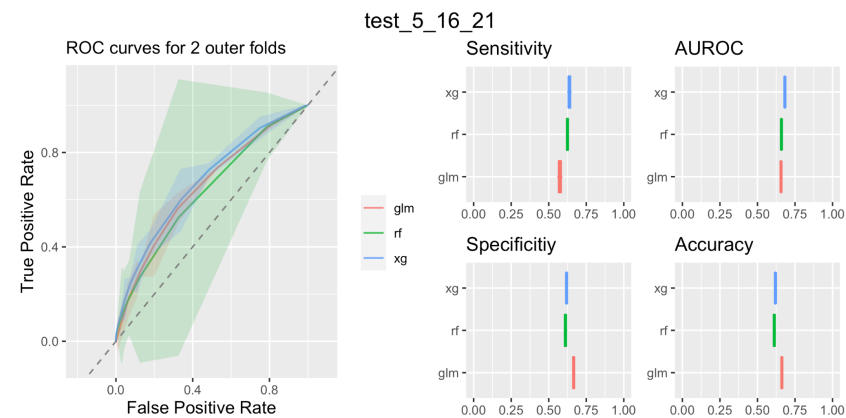 test_5_16_21
ROC curves for 2 outer folds
0.8
0.4
0.0
0.0 0.4 0.8
True Positive Rate
False Positive Rate
glm
rf
xg
Sensitivity
xg
rf
glm
0.00 0.25 0.50 0.75 1.00
AUROC
xg
rf
glm
0.00 0.25 0.50 0.75 1.00
Specificitiy
xg
rf
glm
0.00 0.25 0.50 0.75 1.00
Accuracy
xg
rf
glm
0.00 0.25 0.50 0.75 1.00